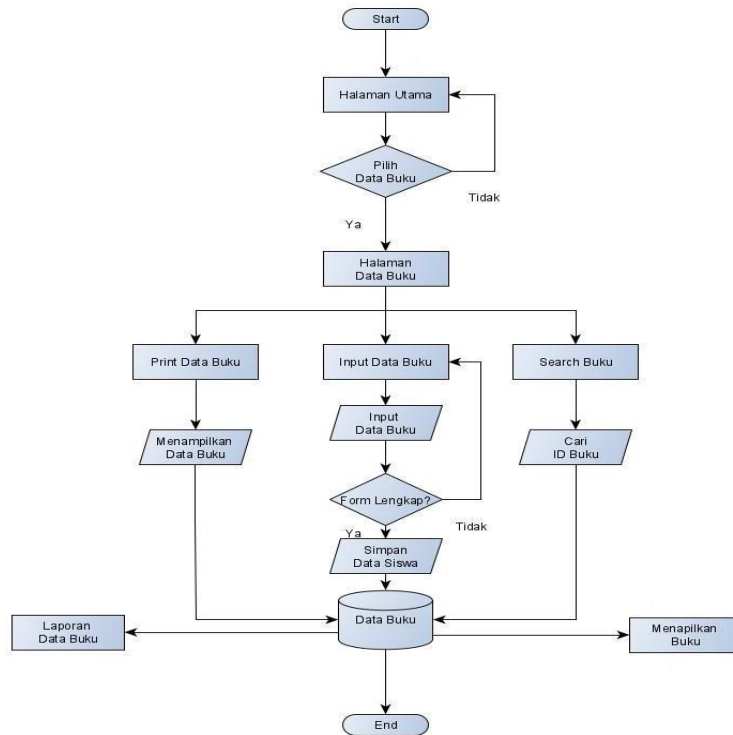 Start
Halaman Utama
Pilih
Data Buku
Tidak
Ya
Halaman
Data Buku
Print Data Buku
Input Data Buku
Search Buku
Menampilkan
Data Buku
Input
Data Buku
Cari
ID Buku
Form Lengkap?
Tidak
Ya
Simpan
Data Siswa
Data Buku
Laporan
Data Buku
Menapilkan
Buku
End